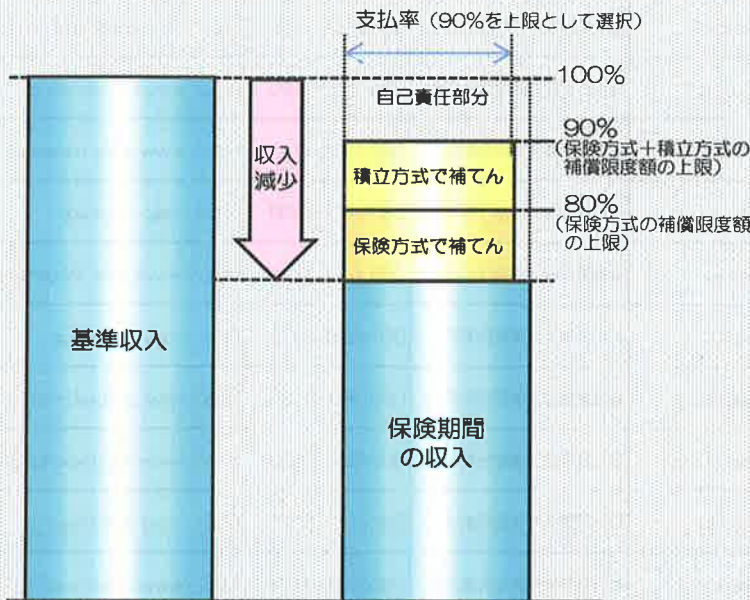 支払率（90%を上限として選択）
100%
自己責任部分
90%
（保険方式＋積立方式の
補償限度額の上限）
収入
減少
積立方式で補てん
80%
（保険方式の補償限度額
の上限）
保険方式で補てん
基準収入
保険期間
の収入